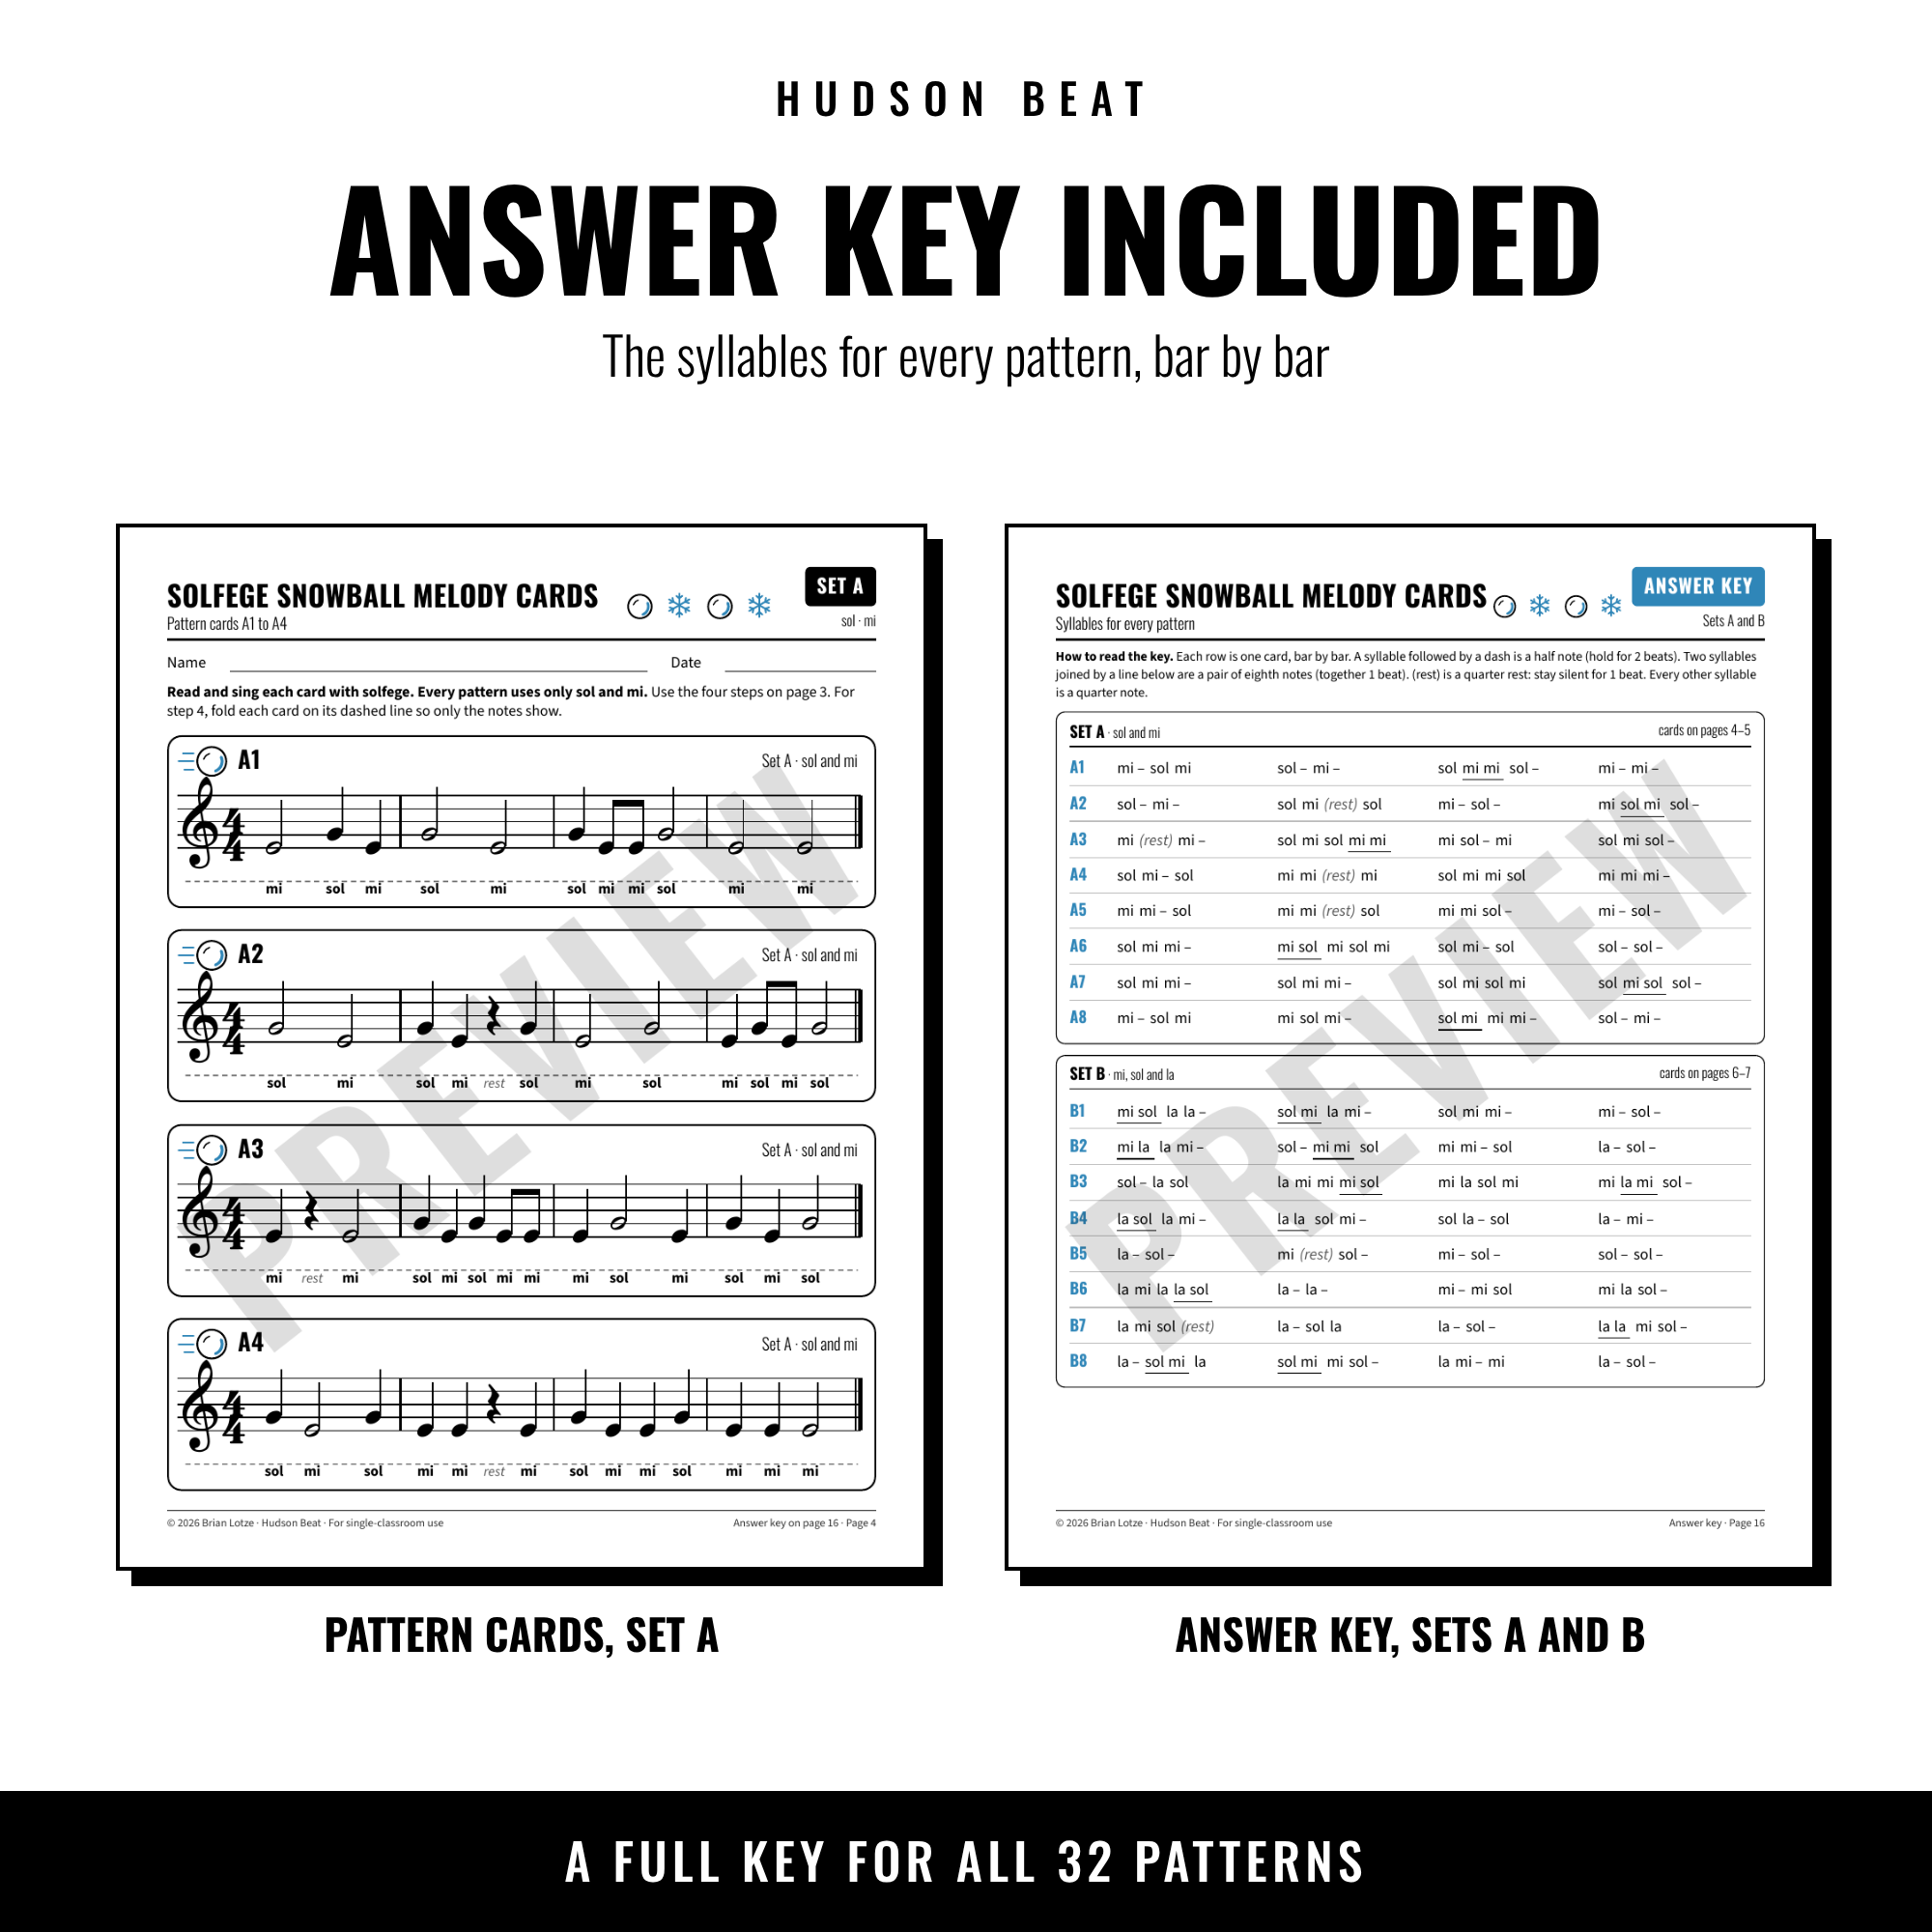 HUDSON BEAT
ANSWER KEY INCLUDED
The syllables for every pattern, bar by bar
SOLFEGE SNOWBALL MELODY CARDS
SET A
Pattern cards A1 to A4
sol · mi
Name
Date
Read and sing each card with solfege. Every pattern uses only sol and mi. Use the four steps on page 3. For
step 4, fold each card on its dashed line so only the notes show.
A1
Set A · sol and mi
4
4
mi sol mi sol mi sol mi mi sol mi mi
A2
Set A · sol and mi
4
4
sol mi sol mi rest sol mi sol mi sol mi sol
A3
Set A · sol and mi
4
4
mi rest mi sol mi sol mi mi mi sol mi sol mi sol
A4
Set A · sol and mi
4
4
sol mi sol mi mi rest mi sol mi mi sol mi mi mi
PREVIEW
© 2026 Brian Lotze · Hudson Beat · For single-classroom use
Answer key on page 16 · Page 4
PATTERN CARDS, SET A
SOLFEGE SNOWBALL MELODY CARDS
ANSWER KEY
Syllables for every pattern
Sets A and B
How to read the key. Each row is one card, bar by bar. A syllable followed by a dash is a half note (hold for 2 beats). Two syllables
joined by a line below are a pair of eighth notes (together 1 beat). (rest) is a quarter rest: stay silent for 1 beat. Every other syllable
is a quarter note.
SET A · sol and mi
cards on pages 4–5
A1 mi – sol mi sol – mi – sol mi mi sol – mi – mi –
A2 sol – mi – sol mi (rest) sol mi – sol – mi sol mi sol –
A3 mi (rest) mi – sol mi sol mi mi mi sol – mi sol mi sol –
A4 sol mi – sol mi mi (rest) mi sol mi mi sol mi mi mi –
A5 mi mi – sol mi mi (rest) sol mi mi sol – mi – sol –
A6 sol mi mi – mi sol mi sol mi sol mi – sol sol – sol –
A7 sol mi mi – sol mi mi – sol mi sol mi sol mi sol sol –
A8 mi – sol mi mi sol mi – sol mi mi mi – sol – mi –
SET B · mi, sol and la
cards on pages 6–7
B1 mi sol la la – sol mi la mi – sol mi mi – mi – sol –
B2 mi la la mi – sol – mi mi sol mi mi – sol la – sol –
B3 sol – la sol la mi mi mi sol mi la sol mi mi la mi sol –
B4 la sol la mi – la la sol mi – sol la – sol la – mi –
B5 la – sol – mi (rest) sol – mi – sol – sol – sol –
B6 la mi la la sol la – la – mi – mi sol mi la sol –
B7 la mi sol (rest) la – sol la la – sol – la la mi sol –
B8 la – sol mi la sol mi mi sol – la mi – mi la – sol –
PREVIEW
© 2026 Brian Lotze · Hudson Beat · For single-classroom use
Answer key · Page 16
ANSWER KEY, SETS A AND B
A FULL KEY FOR ALL 32 PATTERNS